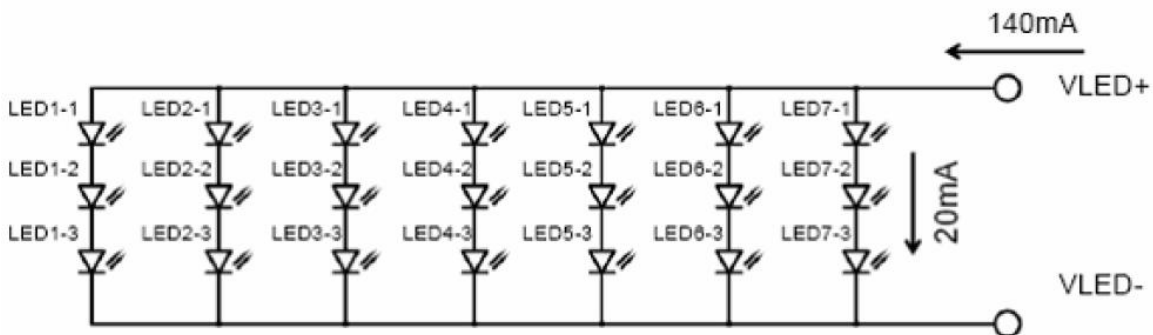 140mA
VLED+
LED1-1 LED2-1 LED3-1 LED4-1 LED5-1 LED6-1 LED7-1
LED1-2 LED2-2 LED3-2 LED4-2 LED5-2 LED6-2 LED7-2
LED1-3 LED2-3 LED3-3 LED4-3 LED5-3 LED6-3 LED7-3
20mA
VLED-